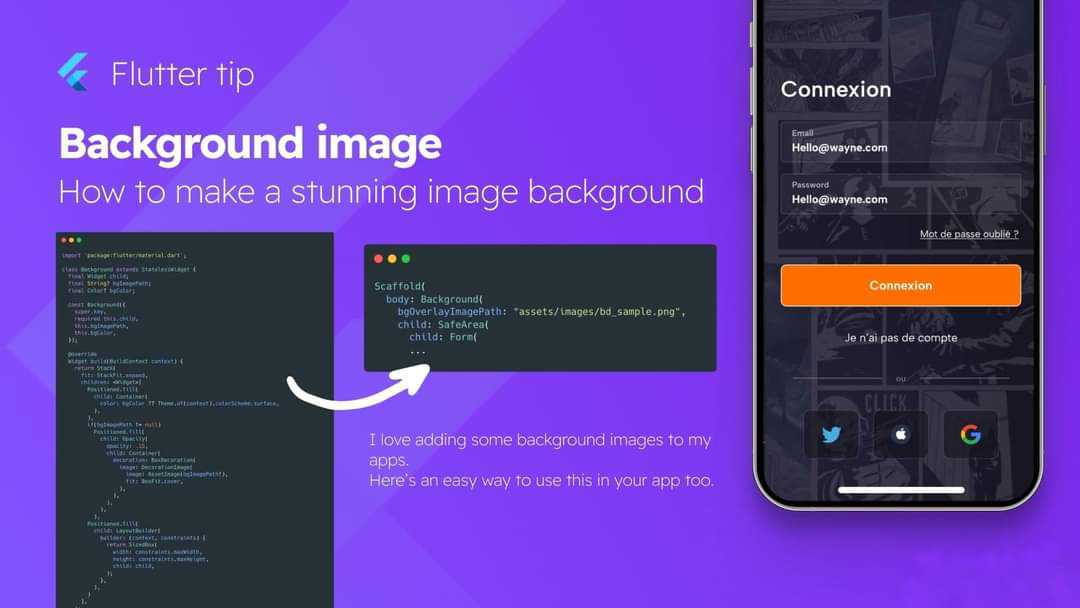 Flutter tip
Background image
How to make a stunning image background
import 'package:flutter/material.dart';
class Background extends StatelessWidget {
final Widget child;
final String? bgImagePath;
final Color? bgColor;
const Background({
super.key,
required this.child,
this.bgImagePath,
this.bgColor,
});
@override
Widget build(BuildContext context) {
return Stack(
fit: StackFit.expand,
children: <Widget>[
Positioned.fill(
child: Container(
color: bgColor ?? Theme.of(context).colorScheme.surface,
),
),
if(bgImagePath != null)
Positioned.fill(
child: Opacity(
opacity: .15,
child: Container(
decoration: BoxDecoration(
image: DecorationImage(
image: AssetImage(bgImagePath!),
fit: BoxFit.cover,
),
),
),
),
),
Positioned.fill(
child: LayoutBuilder(
builder: (context, constraints) {
return SizedBox(
width: constraints.maxWidth,
height: constraints.maxHeight,
child: child,
);
},
),
)
],
Scaffold(
body: Background(
bgOverlayImagePath: "assets/images/bd_sample.png",
child: SafeArea(
child: Form(
...
I love adding some background images to my
apps.
Here's an easy way to use this in your app too.
Connexion
Email
Hello@wayne.com
Password
Hello@wayne.com
Mot de passe oublié ?
Connexion
Je n'ai pas de compte
ou
CLICK